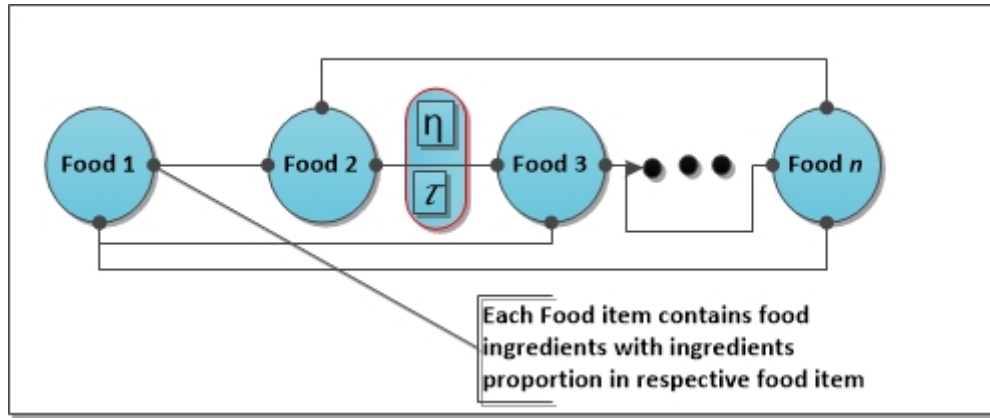 Food 1
Food 2
η
τ
Food 3
Food n
Each Food item contains food
ingredients with ingredients
proportion in respective food item